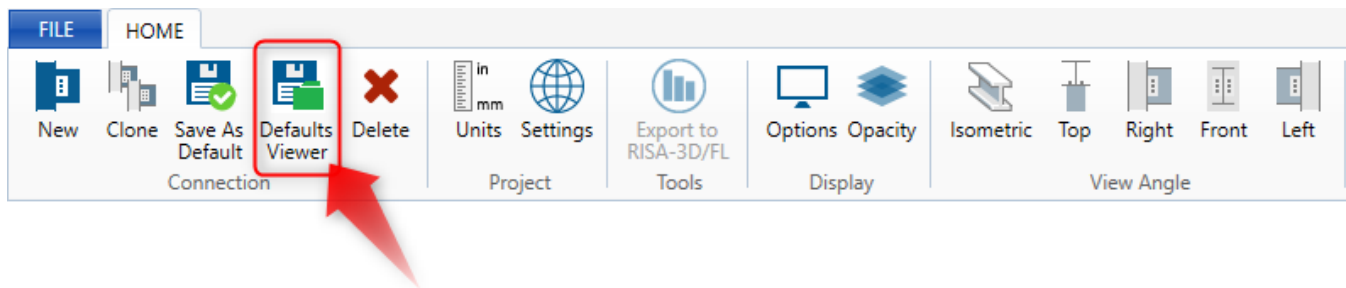 FILE HOME
in
mm
New Clone Save As Defaults Delete Units Settings Export to Options Opacity Isometric Top Right Front Left
Default Viewer RISA-3D/FL
Connection Project Tools Display View Angle